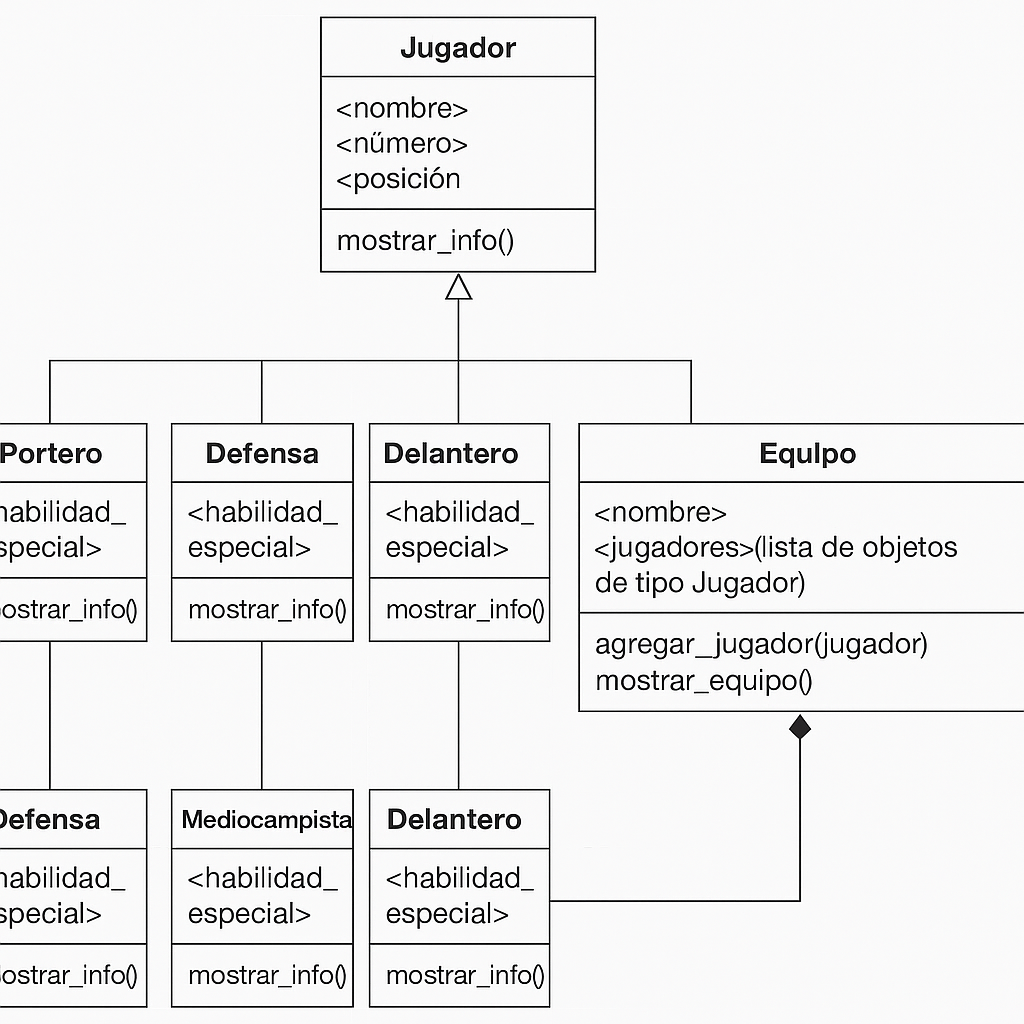 Jugador
<nombre>
<nűmero>
<posición
mostrar_info()
Portero
habilidad_
special>
ostrar_info()
Defensa
<habilidad_
especial>
mostrar_info()
Delantero
<habilidad_
especial>
mostrar_info()
Equlpo
<nombre>
<jugadores>(lista de objetos
de tipo Jugador)
agregar_jugador(jugador)
mostrar_equipo()
Defensa
habilidad_
special>
ostrar_info()
Mediocampista
<habilidad_
especial>
mostrar_info()
Delantero
<habilidad_
especial>
mostrar_info()